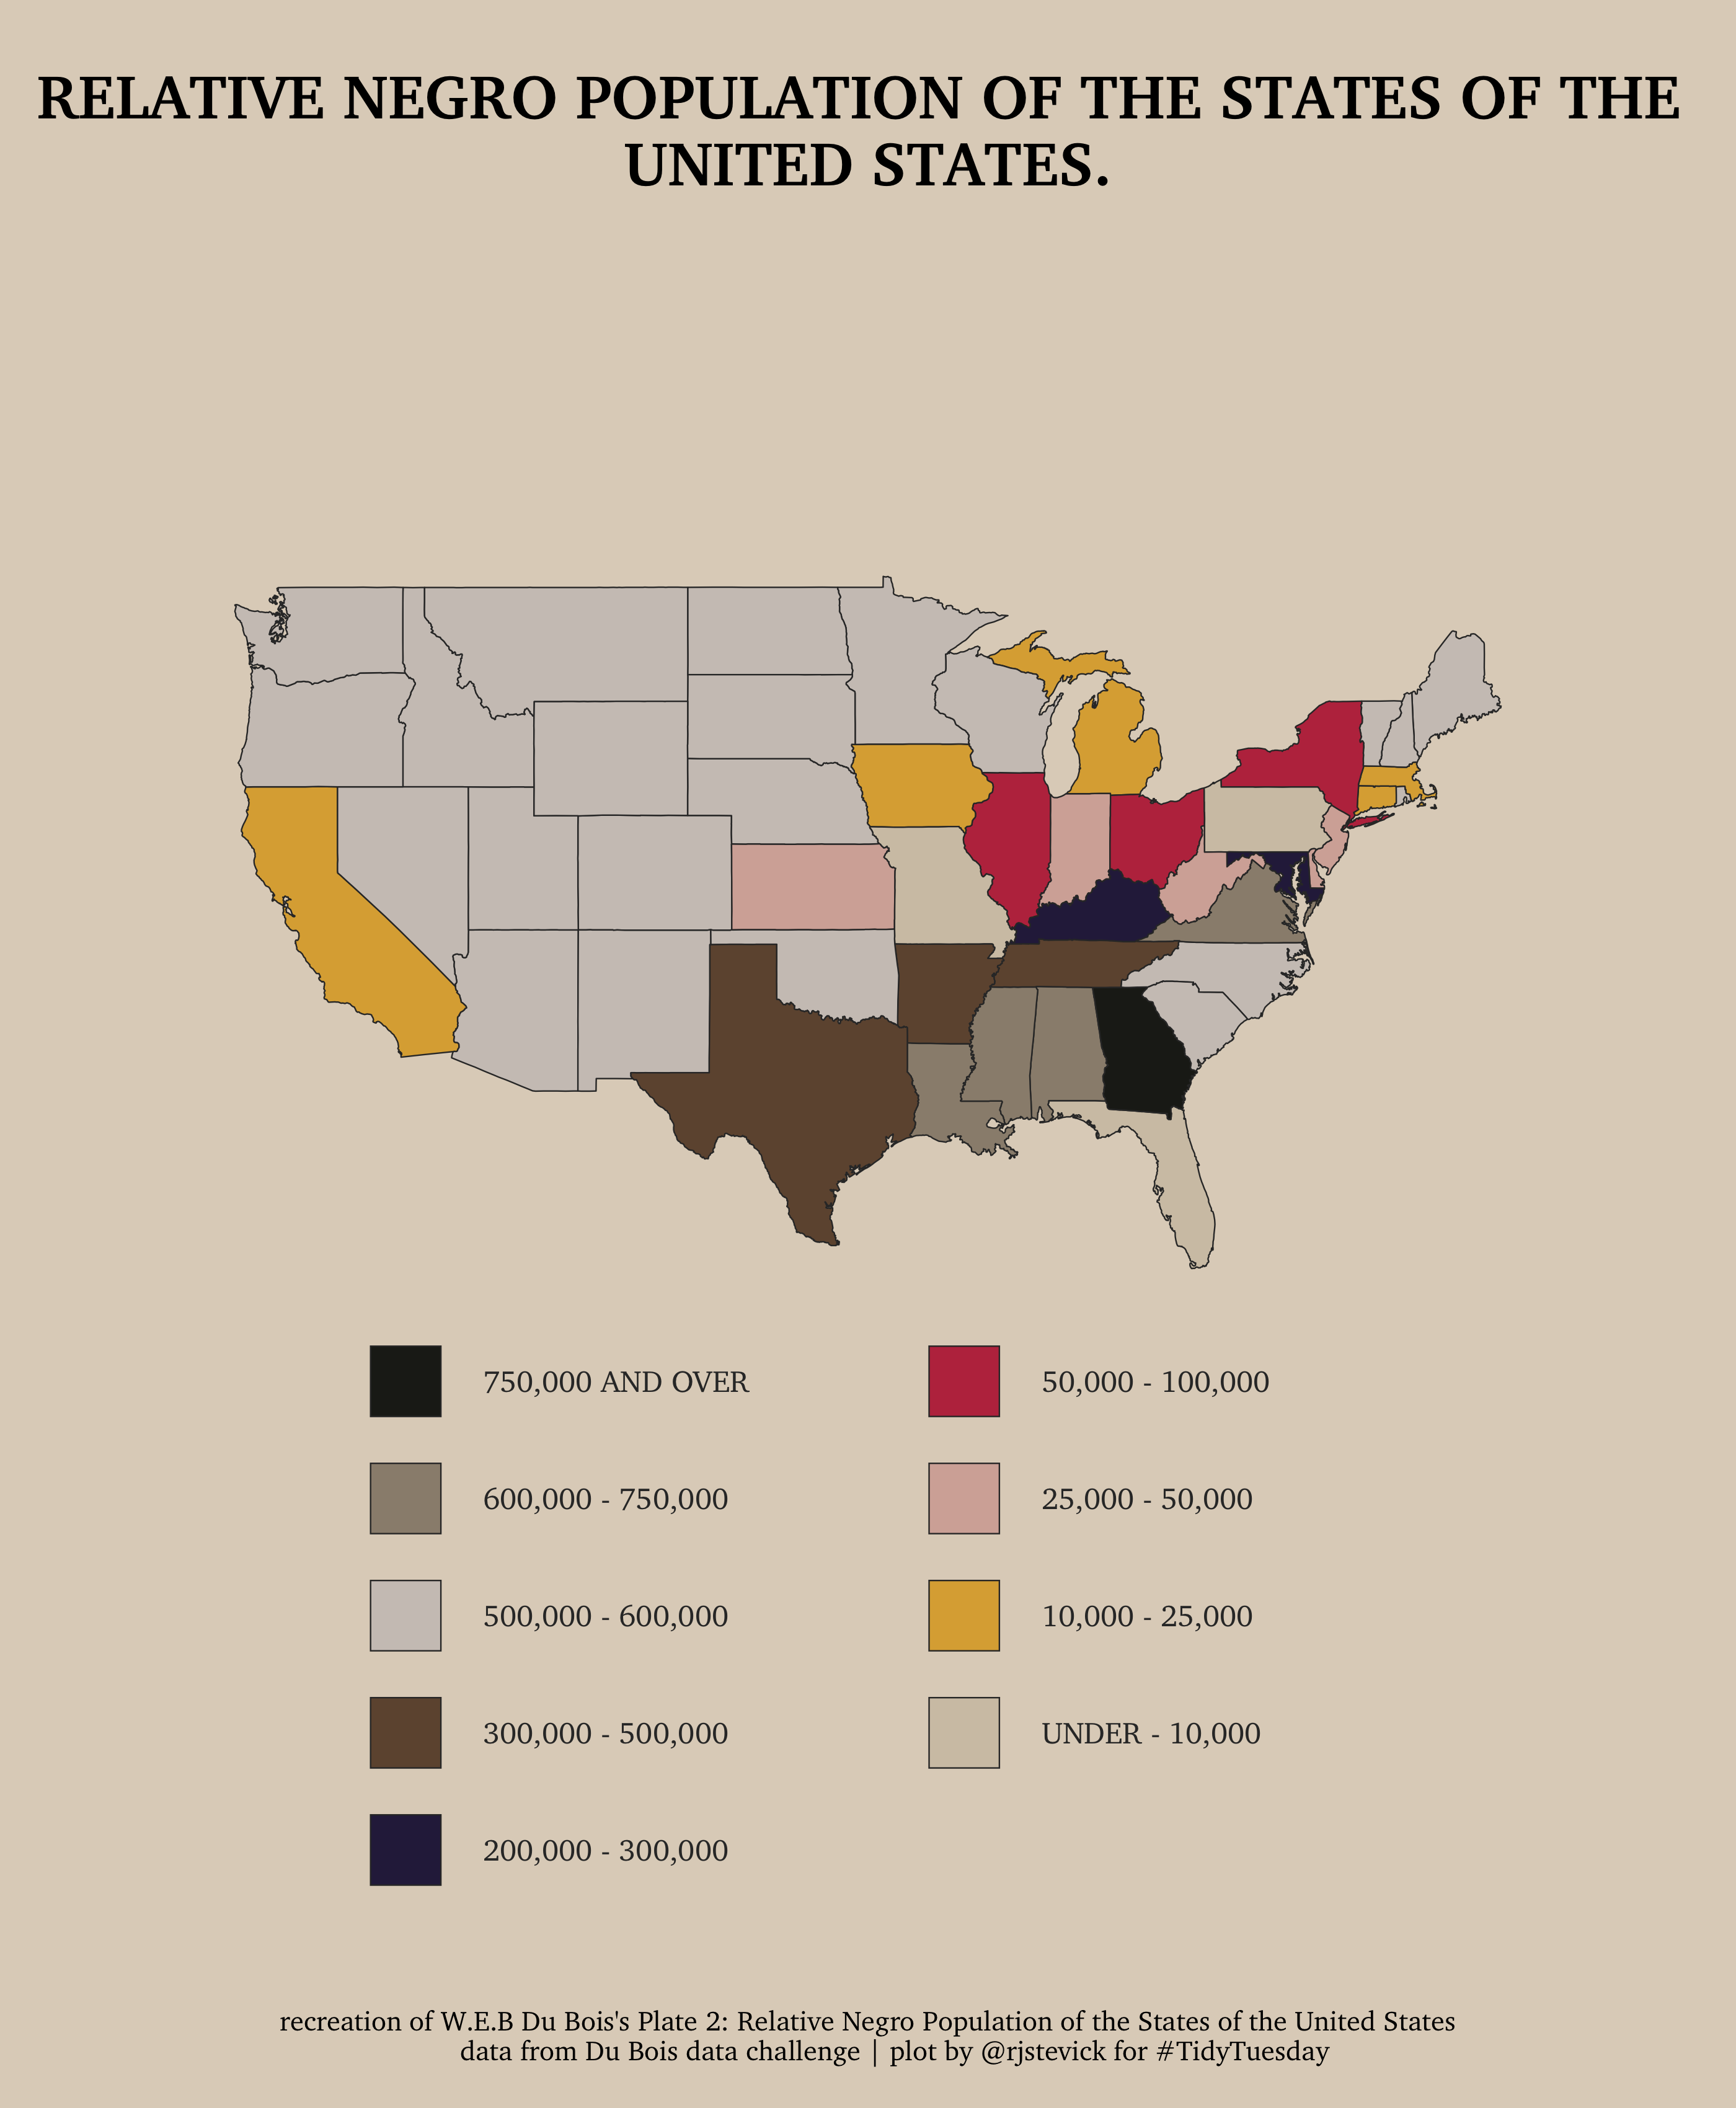 RELATIVE NEGRO POPULATION OF THE STATES OF THE
UNITED STATES.
750,000 AND OVER
600,000 - 750,000
500,000 - 600,000
300,000 - 500,000
200,000 - 300,000
50,000 - 100,000
25,000 - 50,000
10,000 - 25,000
UNDER - 10,000
recreation of W.E.B Du Bois's Plate 2: Relative Negro Population of the States of the United States
data from Du Bois data challenge | plot by @rjstevick for #TidyTuesday